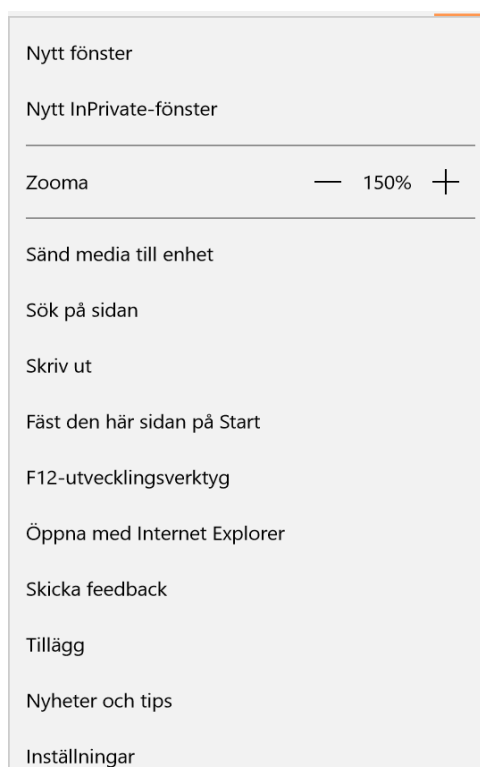 Nytt fönster
Nytt InPrivate-fönster
Zooma — 150% +
Sänd media till enhet
Sök på sidan
Skriv ut
Fäst den här sidan på Start
F12-utvecklingsverktyg
Öppna med Internet Explorer
Skicka feedback
Tillägg
Nyheter och tips
Inställningar